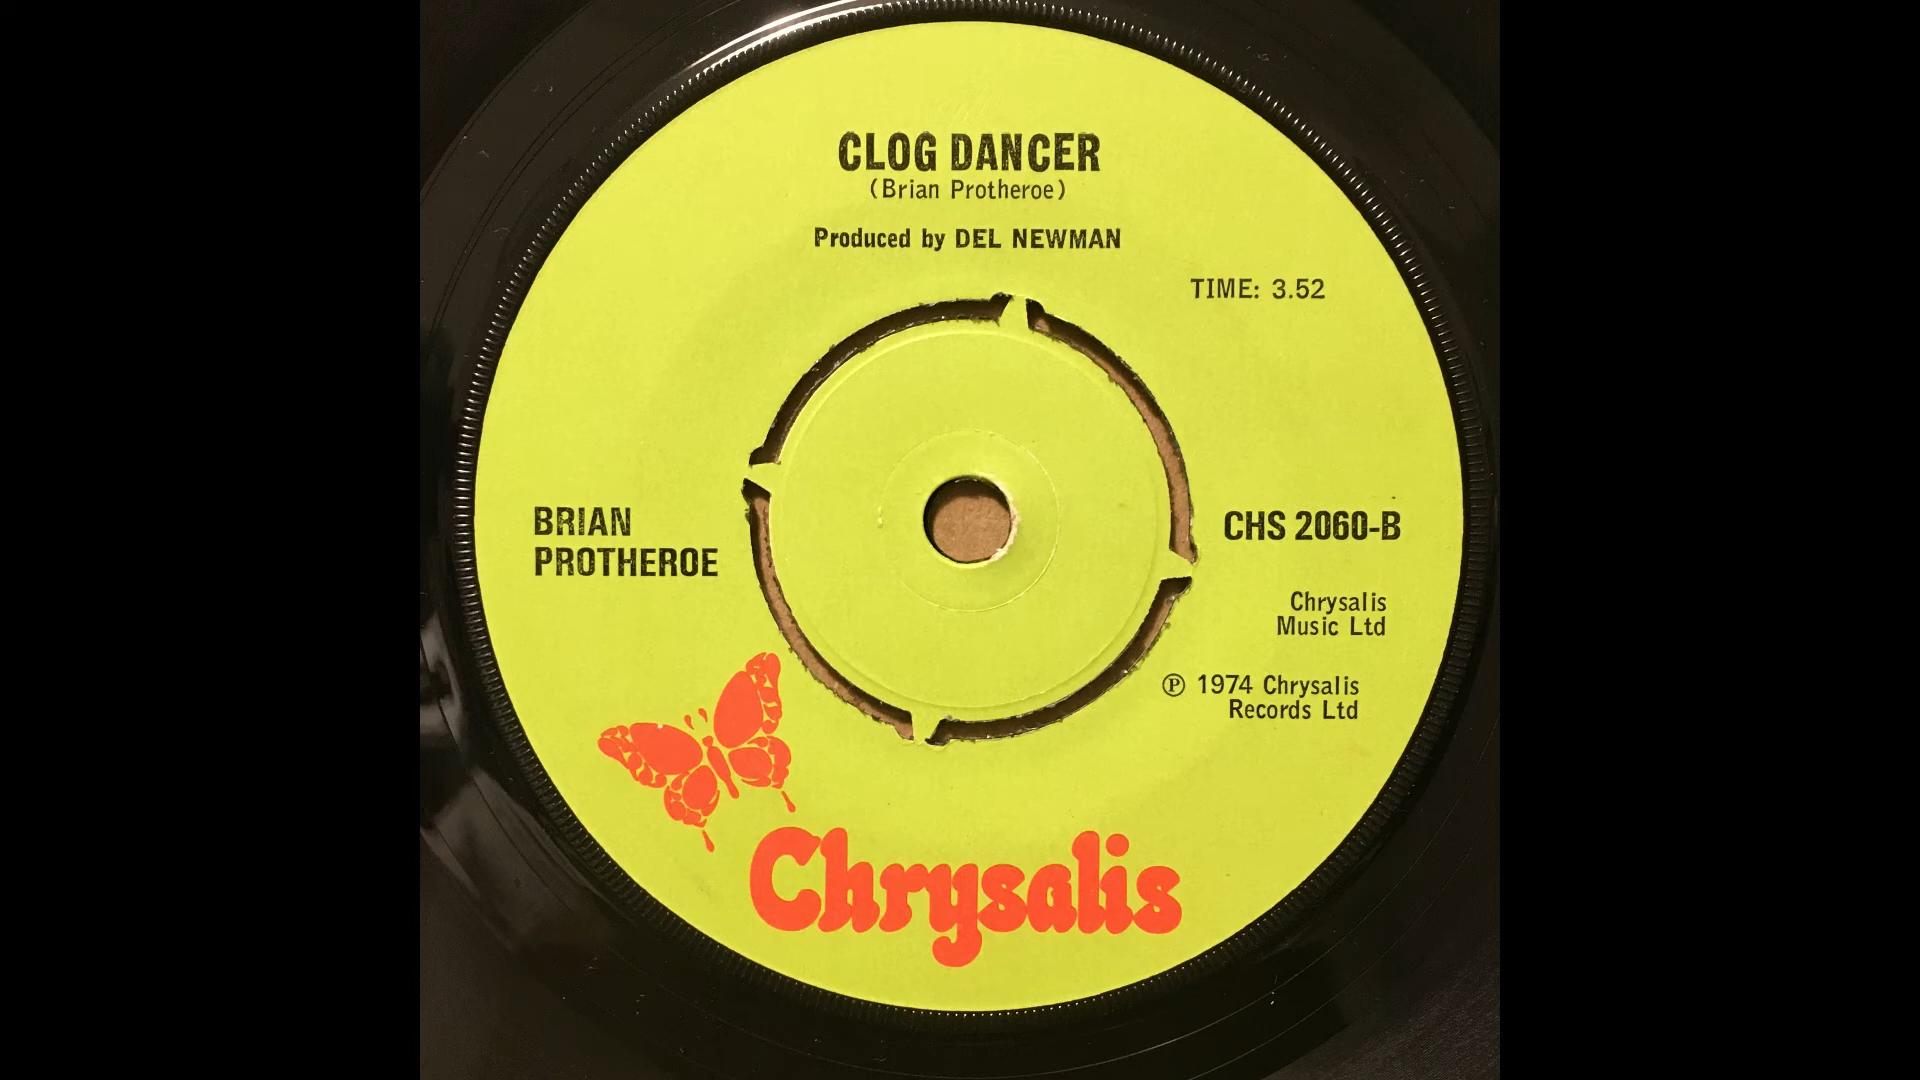 CLOG DANCER
(Brian Protheroe)
Produced by DEL NEWMAN
TIME: 3.52
BRIAN
PROTHEROE
CHS 2060-B
Chrysalis
Music Ltd
℗ 1974 Chrysalis
Records Ltd
Chrysalis